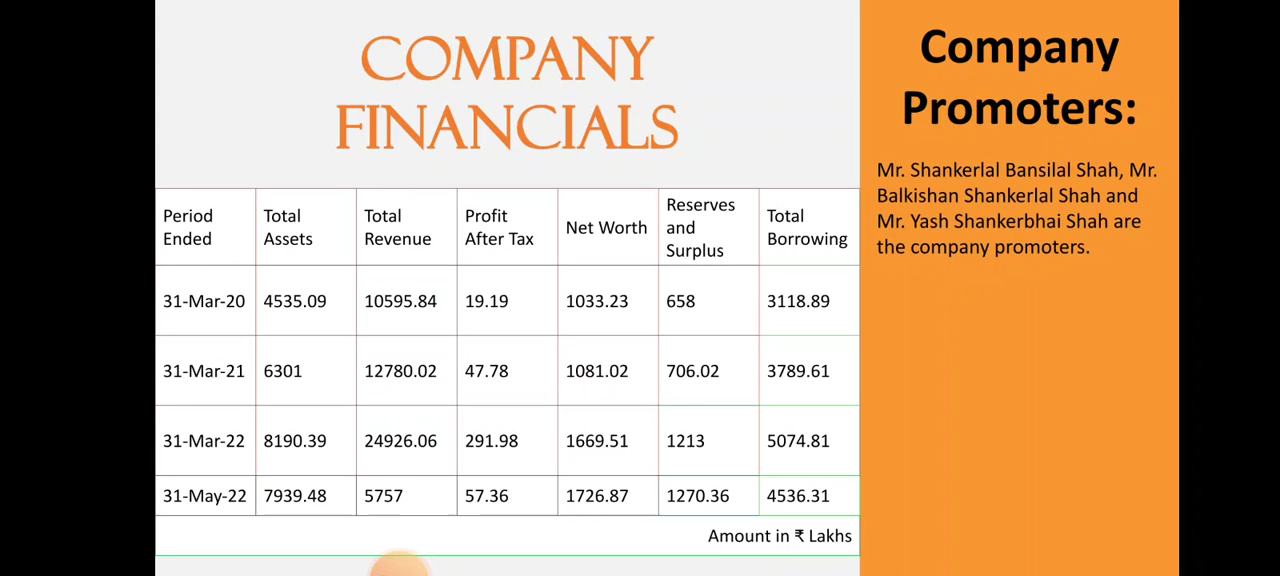 COMPANY
FINANCIALS
Period Ended	Total Assets	Total Revenue	Profit After Tax	Net Worth	Reserves and Surplus	Total Borrowing
31-Mar-20	4535.09	10595.84	19.19	1033.23	658	3118.89
31-Mar-21	6301	12780.02	47.78	1081.02	706.02	3789.61
31-Mar-22	8190.39	24926.06	291.98	1669.51	1213	5074.81
31-May-22	7939.48	5757	57.36	1726.87	1270.36	4536.31
Amount in ₹ Lakhs
Company
Promoters:
Mr. Shankerlal Bansilal Shah, Mr.
Balkishan Shankerlal Shah and
Mr. Yash Shankerbhai Shah are
the company promoters.